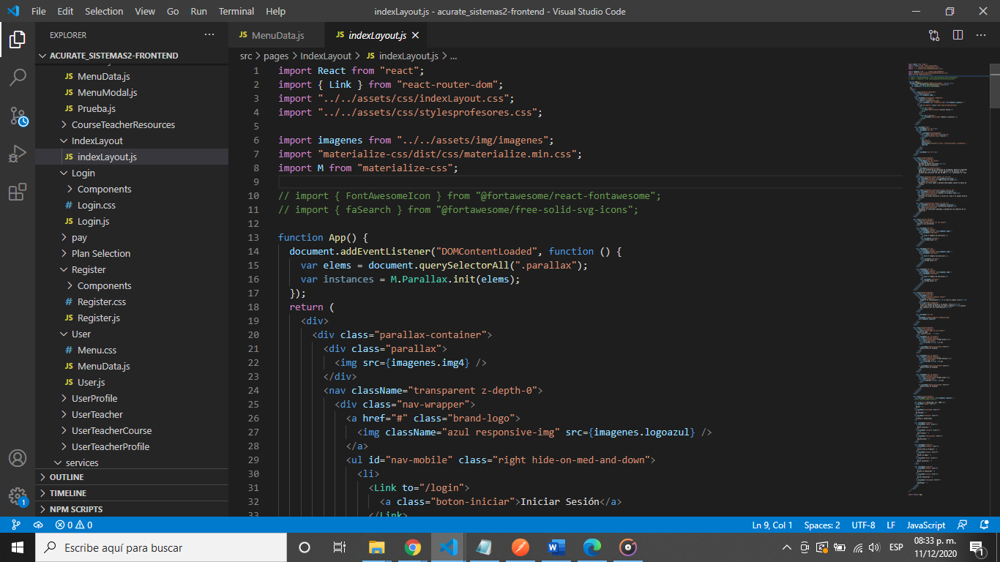 File Edit Selection View Go Run Terminal Help
indexLayout.js - acurate_sistemas2-frontend - Visual Studio Code
EXPLORER
ACURATE_SISTEMAS2-FRONTEND
MenuData.js
MenuModal.js
Prueba.js
CourseTeacherResources
IndexLayout
indexLayout.js
Login
Components
Login.css
Login.js
pay
Plan Selection
Register
Components
Register.css
Register.js
User
Menu.css
MenuData.js
User.js
UserProfile
UserTeacher
UserTeacherCourse
UserTeacherProfile
services
OUTLINE
TIMELINE
NPM SCRIPTS
JS MenuData.js JS indexLayout.js
src > pages > IndexLayout > JS indexLayout.js > ...
1 import React from "react";
2 import { Link } from "react-router-dom";
3 import "../../assets/css/indexLayout.css";
4 import "../../assets/css/stylesprofesores.css";
5
6 import imagenes from "../../assets/img/imagenes";
7 import "materialize-css/dist/css/materialize.min.css";
8 import M from "materialize-css";
9
10 // import { FontAwesomeIcon } from "@fortawesome/react-fontawesome";
11 // import { faSearch } from "@fortawesome/free-solid-svg-icons";
12
13 function App() {
14 document.addEventListener("DOMContentLoaded", function () {
15 var elems = document.querySelectorAll(".parallax");
16 var instances = M.Parallax.init(elems);
17 });
18 return (
19 <div>
20 <div class="parallax-container">
21 <div class="parallax">
22 <img src={imagenes.img4} />
23 </div>
24 <nav className="transparent z-depth-0">
25 <div class="nav-wrapper">
26 <a href="#" class="brand-logo">
27 <img className="azul responsive-img" src={imagenes.logoazul} />
28 </a>
29 <ul id="nav-mobile" class="right hide-on-med-and-down">
30 <li>
31 <Link to="/login">
32 <a class="boton-iniciar">Iniciar Sesión</a>
33 </Link>
0 0 Ln 9, Col 1 Spaces: 2 UTF-8 LF JavaScript
Escribe aquí para buscar
ESP
08:33 p. m.
11/12/2020